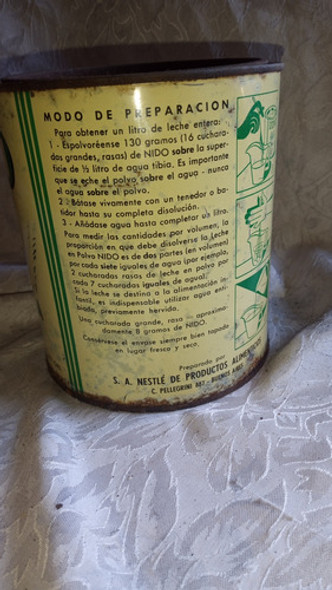 MODO DE PREPARACION
Para obtener un litro de leche entera:
1 - Espolvoréense 130 gramos (16 cuchara-
das grandes, rasas) de NIDO sobre la super-
ficie de ½ litro de agua tibia. Es importante
que se eche el polvo sobre el agua - nunca
el agua sobre el polvo.
2 - Bátase vivamente con un tenedor o ba-
tidor hasta su completa disolución.
3 - Añádase agua hasta completar un litro.
Para medir las cantidades por volumen, la
proporción en que debe disolverse la Leche
en Polvo NIDO es de dos partes (en volumen)
por cada siete iguales de agua (por ejemplo,
2 cucharadas rasas de leche en polvo por
cada 7 cucharadas iguales de agua).
Si la leche se destina a la alimentación in-
fantil, es indispensable utilizar agua enti-
biada, previamente hervida.
Una cucharada grande, rasa = aproxima-
damente 8 gramos de NIDO.
Consérvese el envase siempre bien tapado
en lugar fresco y seco.
Preparado por
S. A. NESTLÉ DE PRODUCTOS ALIMENTICIOS
C. PELLEGRINI 887 - BUENOS AIRES